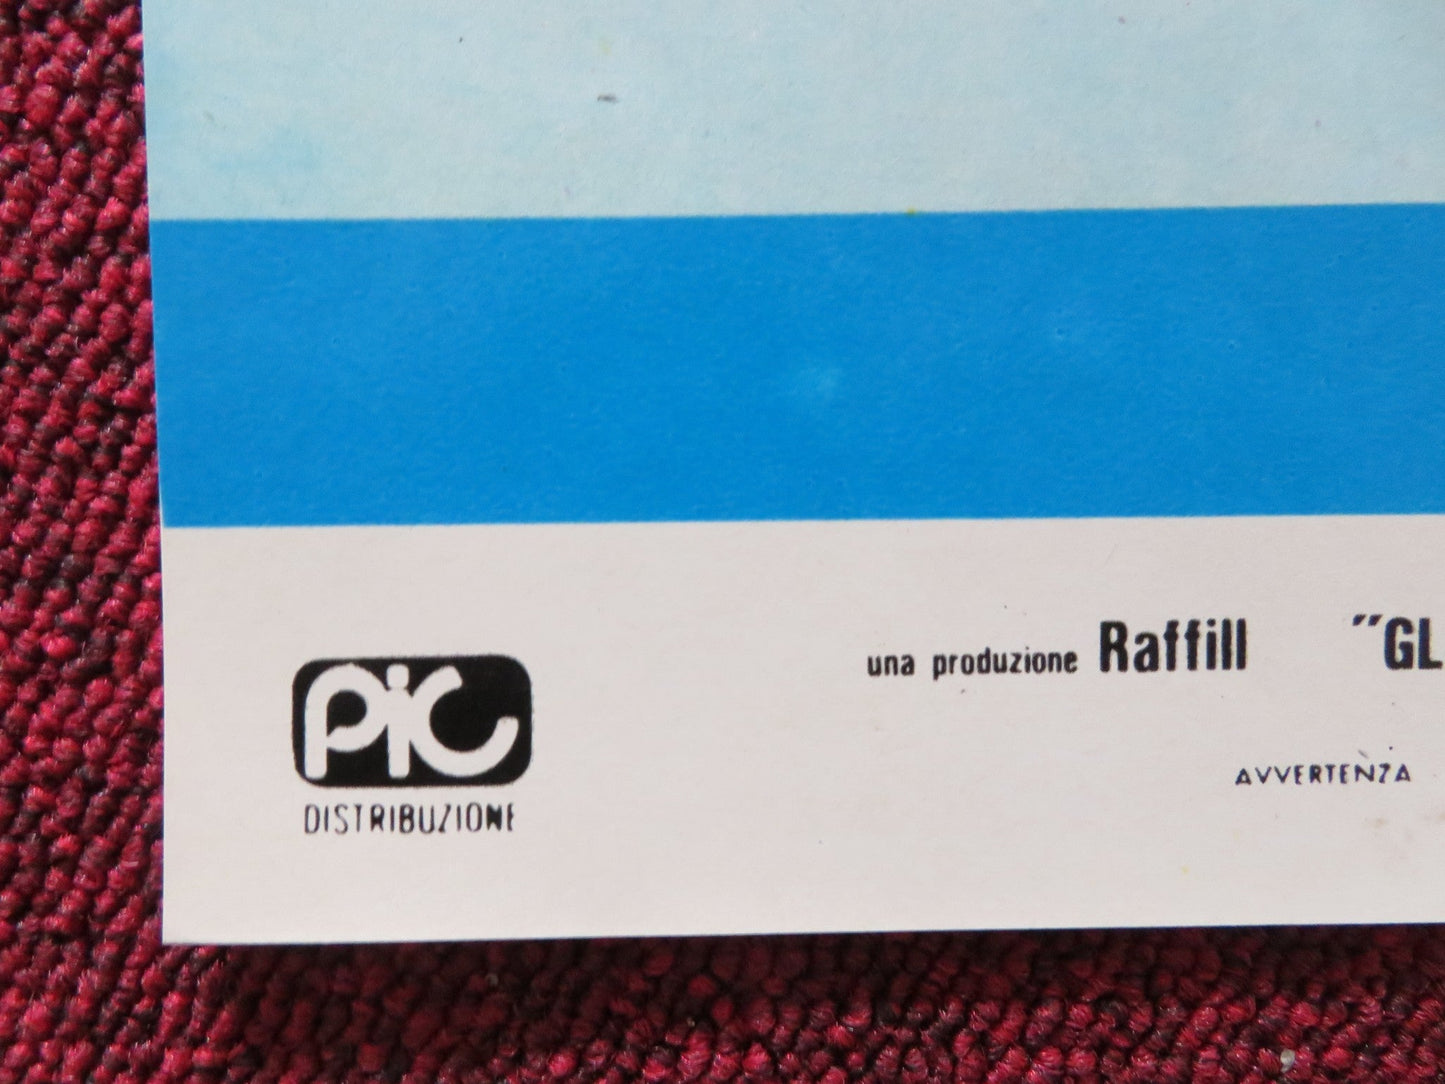 una produzione Raffill "GL
PIC
AVVERTENZA
DISTRIBUZIONE